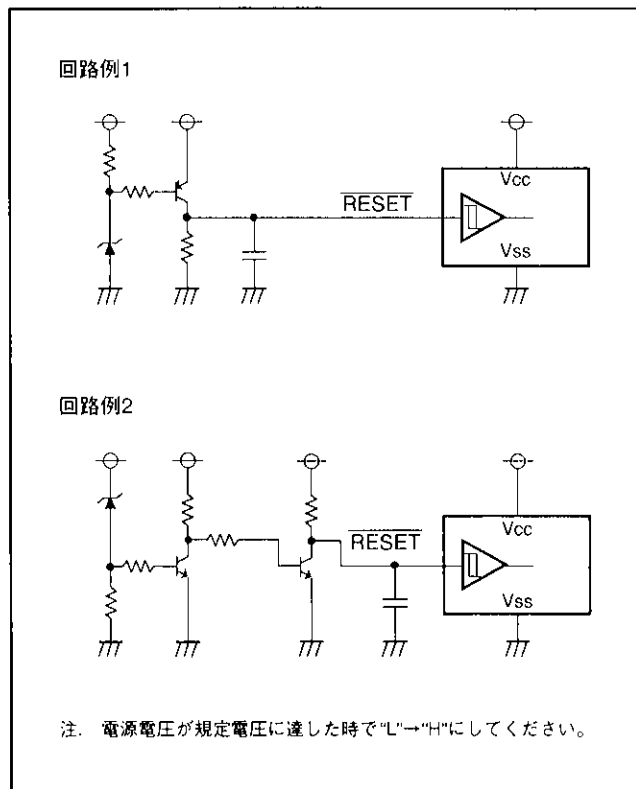 回路例1
RESET
Vcc
Vss
回路例2
RESET
Vcc
Vss
注. 電源電圧が規定電圧に達した時で“L”→“H”にしてください。